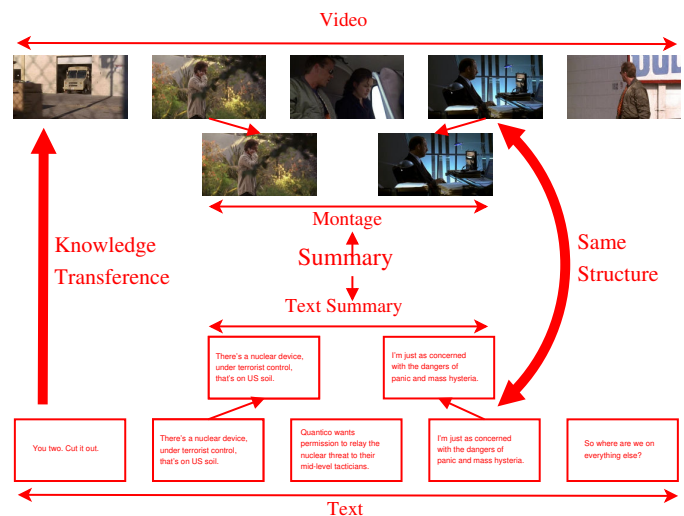 Video
Montage
Knowledge
Transference
Summary
Same
Structure
Text Summary
There's a nuclear device,
under terrorist control,
that's on US soil.
I'm just as concerned
with the dangers of
panic and mass hysteria.
You two. Cut it out.
There's a nuclear device,
under terrorist control,
that's on US soil.
Quantico wants
permission to relay the
nuclear threat to their
mid-level tacticians.
I'm just as concerned
with the dangers of
panic and mass hysteria.
So where are we on
everything else?
Text